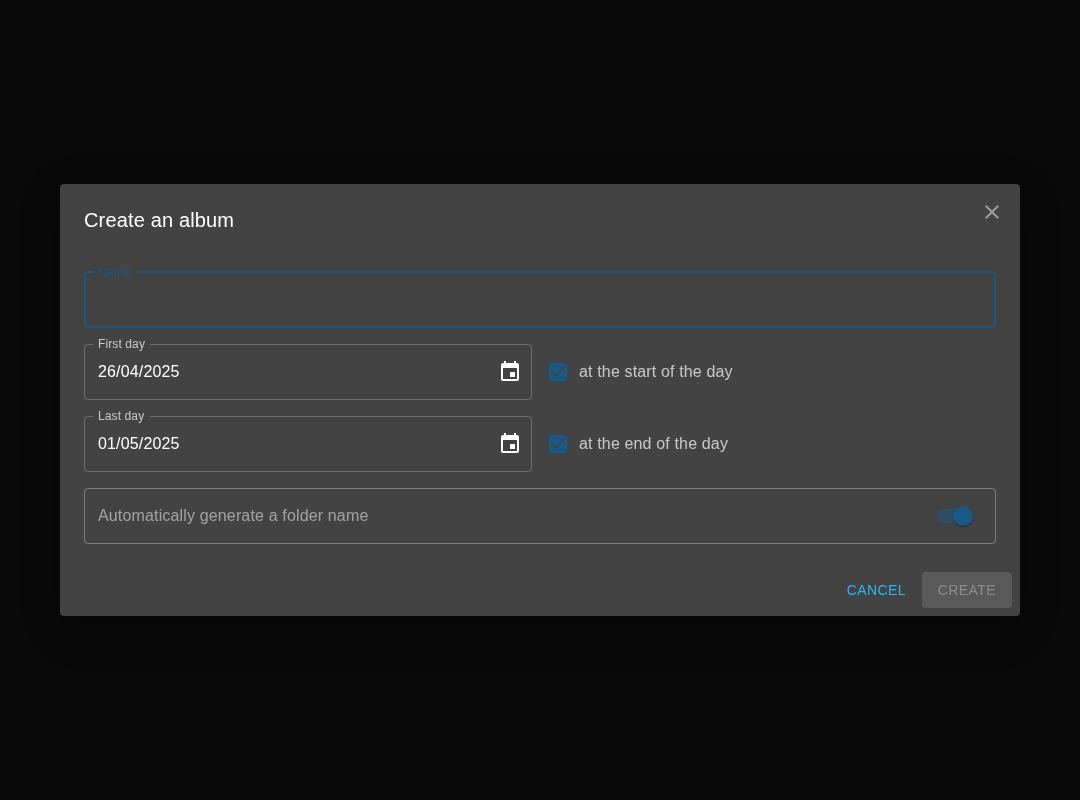 Create an album
Name
First day
26/04/2025
at the start of the day
Last day
01/05/2025
at the end of the day
Automatically generate a folder name
CANCEL
CREATE